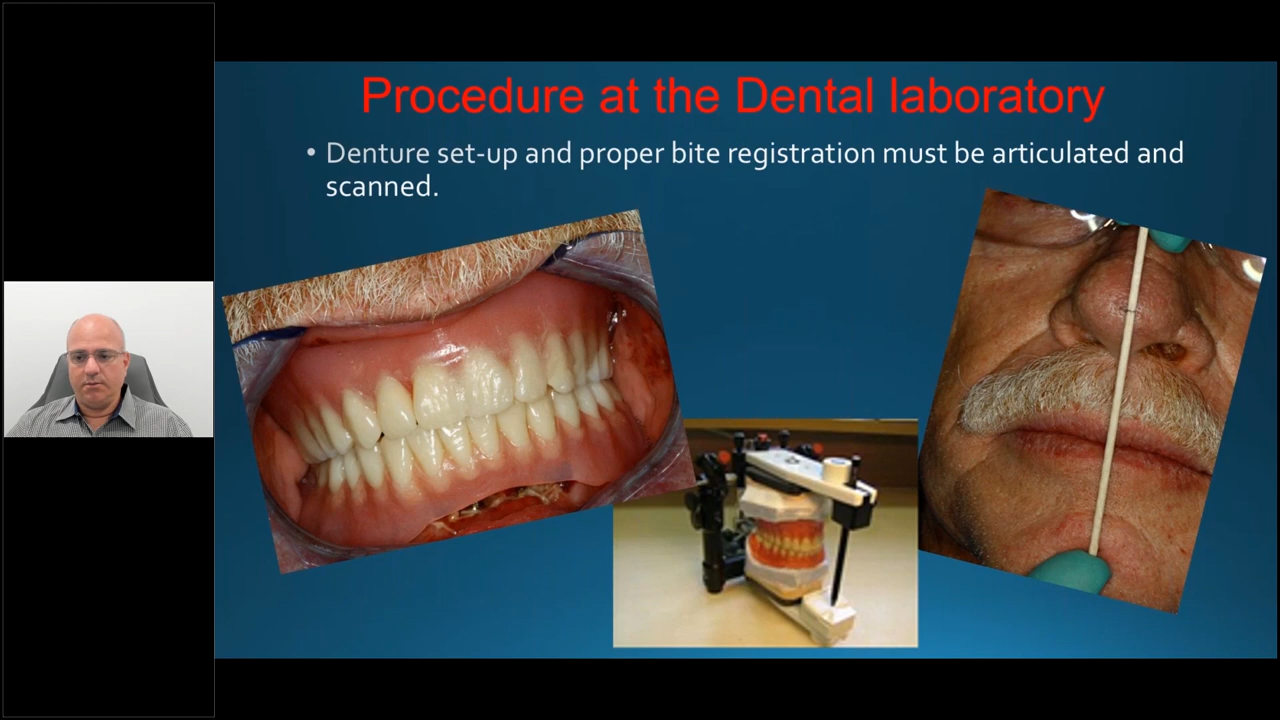 Procedure at the Dental laboratory
• Denture set-up and proper bite registration must be articulated and
scanned.